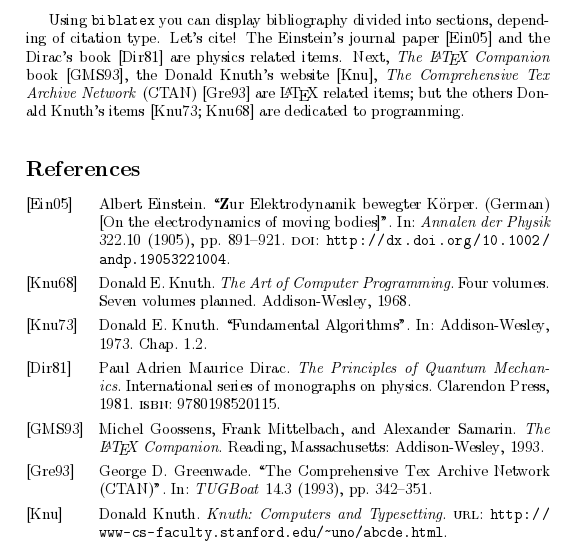 Using biblatex you can display bibliography divided into sections, depend-
ing of citation type. Let's cite! The Einstein's journal paper [Ein05] and the
Dirac's book [Dir81] are physics related items. Next, The LATEX Companion
book [GMS93], the Donald Knuth's website [Knu], The Comprehensive Tex
Archive Network (CTAN) [Gre93] are LATEX related items; but the others Don-
ald Knuth's items [Knu73; Knu68] are dedicated to programming.
References
[Ein05] Albert Einstein. “Zur Elektrodynamik bewegter Körper. (German)
[On the electrodynamics of moving bodies]”. In: Annalen der Physik
322.10 (1905), pp. 891–921. DOI: http://dx.doi.org/10.1002/
andp.19053221004.
[Knu68] Donald E. Knuth. The Art of Computer Programming. Four volumes.
Seven volumes planned. Addison-Wesley, 1968.
[Knu73] Donald E. Knuth. “Fundamental Algorithms”. In: Addison-Wesley,
1973. Chap. 1.2.
[Dir81] Paul Adrien Maurice Dirac. The Principles of Quantum Mechan-
ics. International series of monographs on physics. Clarendon Press,
1981. ISBN: 9780198520115.
[GMS93] Michel Goossens, Frank Mittelbach, and Alexander Samarin. The
LATEX Companion. Reading, Massachusetts: Addison-Wesley, 1993.
[Gre93] George D. Greenwade. “The Comprehensive Tex Archive Network
(CTAN)”. In: TUGBoat 14.3 (1993), pp. 342–351.
[Knu] Donald Knuth. Knuth: Computers and Typesetting. URL: http://
www-cs-faculty.stanford.edu/~uno/abcde.html.